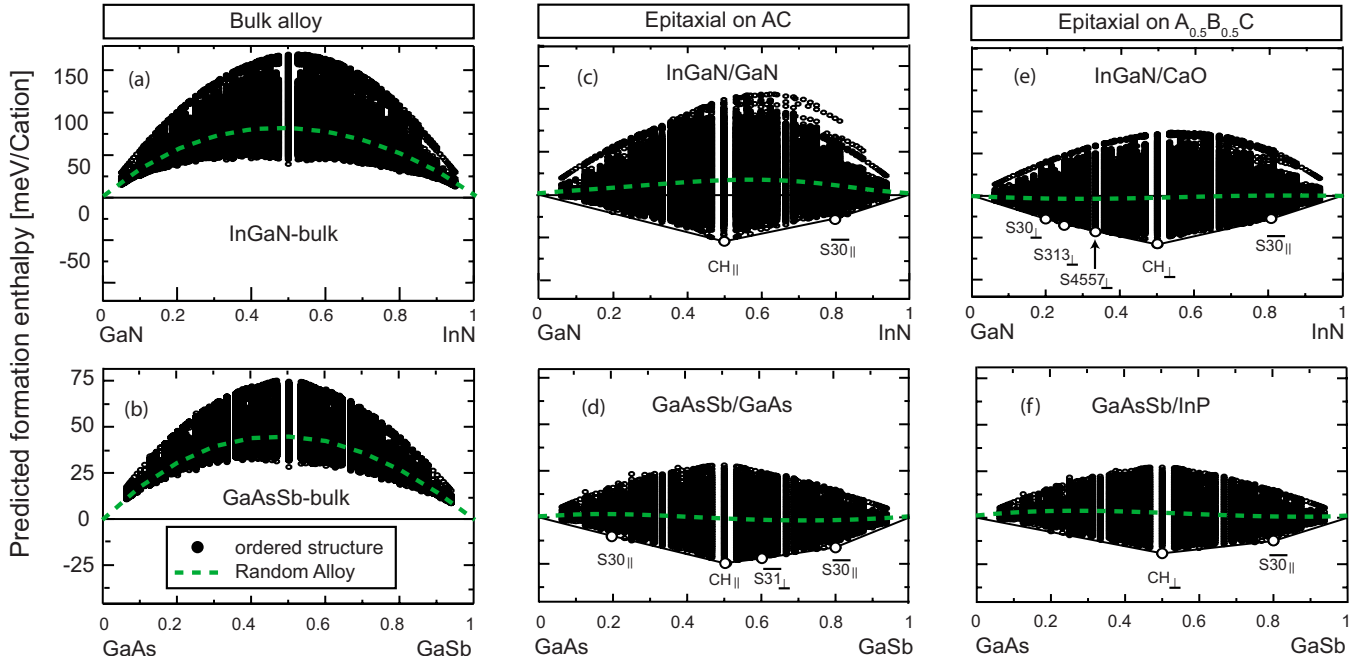 Bulk alloy
Epitaxial on AC
Epitaxial on A0.5B0.5C
Predicted formation enthalpy [meV/Cation]
150
100
50
0
-50
(a)
InGaN-bulk
0 0.2 0.4 0.6 0.8 1
GaN InN
(c)
InGaN/GaN
CH||
S30||
0 0.2 0.4 0.6 0.8 1
GaN InN
(e)
InGaN/CaO
S30⊥
S313⊥
S4557⊥
CH⊥
S30||
0 0.2 0.4 0.6 0.8 1
GaN InN
75
50
25
0
-25
(b)
GaAsSb-bulk
ordered structure
Random Alloy
0 0.2 0.4 0.6 0.8 1
GaAs GaSb
(d)
GaAsSb/GaAs
S30||
CH||
S31⊥
S30||
0 0.2 0.4 0.6 0.8 1
GaAs GaSb
(f)
GaAsSb/InP
CH⊥
S30||
0 0.2 0.4 0.6 0.8 1
GaAs GaSb